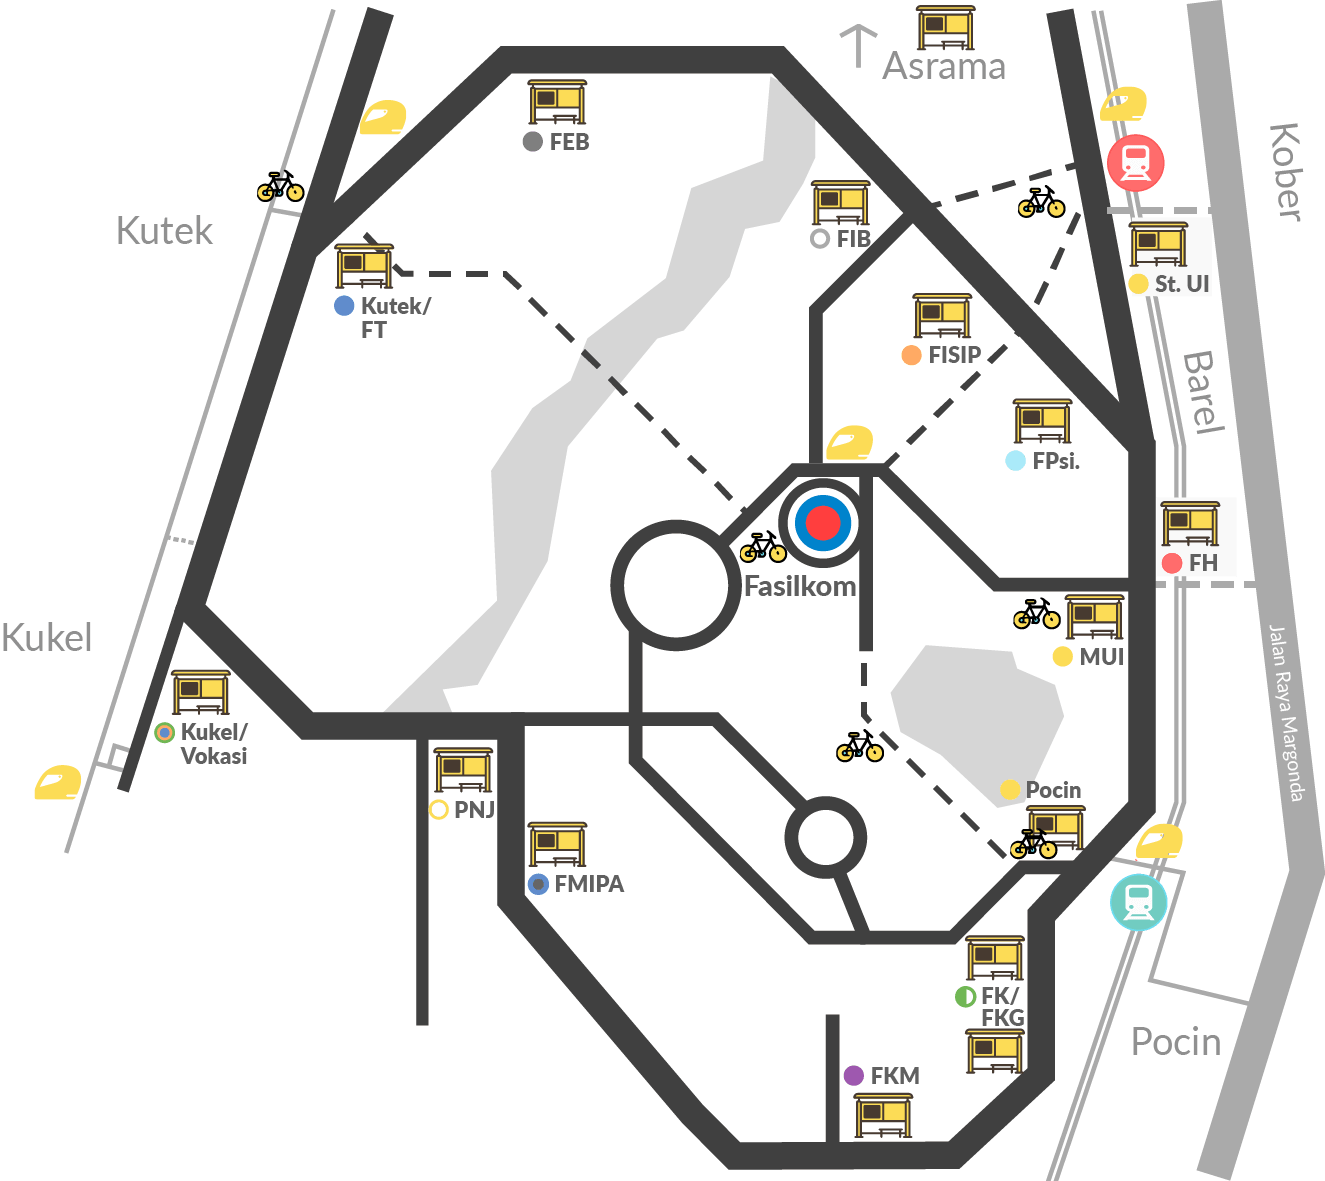 Asrama
FEB
Kober
Kutek
FIB
St. UI
Kutek/
FT
FISIP
Barel
FPsi.
FH
Fasilkom
Kukel
MUI
Jalan Raya Margonda
Kukel/
Vokasi
Pocin
PNJ
FMIPA
FK/
FKG
Pocin
FKM